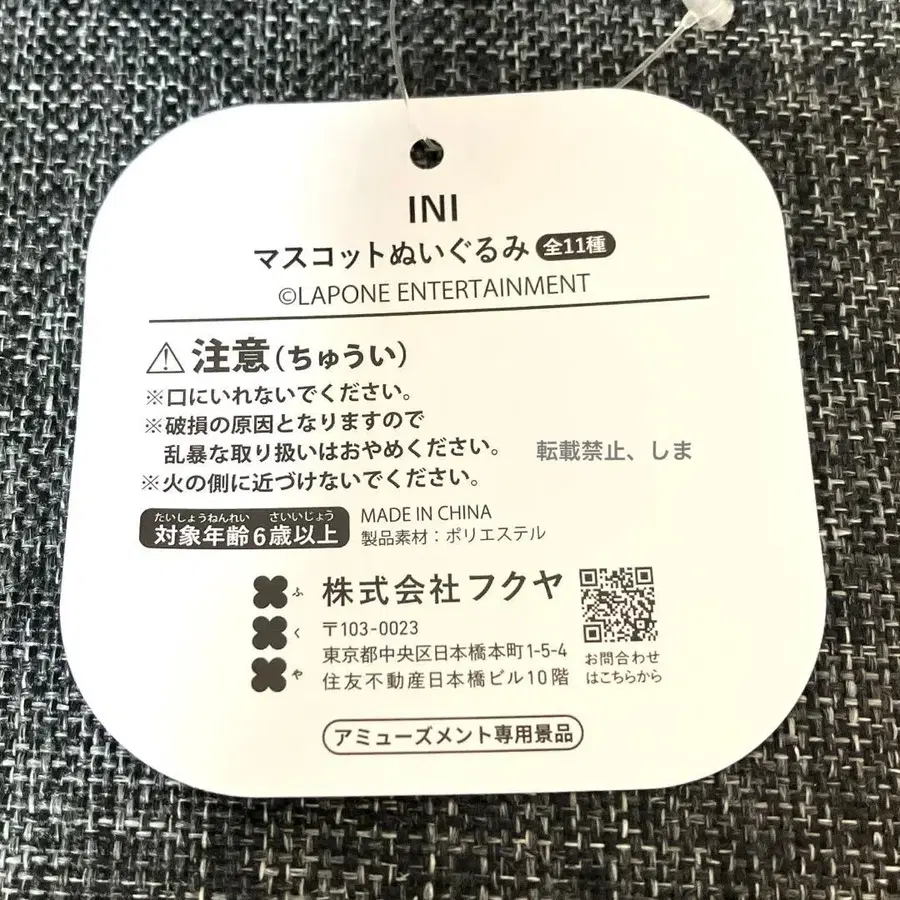 INI
マスコットぬいぐるみ 全11種
©LAPONE ENTERTAINMENT
⚠注意(ちゅうい)
※口にいれないでください。
※破損の原因となりますので
乱暴な取り扱いはおやめください。
転載禁止、しま
※火の側に近づけないでください。
たいしょうねんれい さいいじょう
対象年齢6歳以上
MADE IN CHINA
製品素材：ポリエステル
ふくや
株式会社フクヤ
〒103-0023
東京都中央区日本橋本町1-5-4
住友不動産日本橋ビル10階
お問合わせ
はこちらから
アミューズメント専用景品